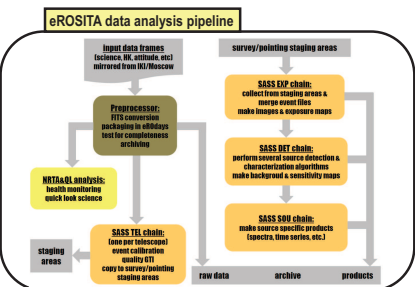 eROSITA data analysis pipeline
input data frames
(science, HK, attitude, etc)
mirrored from IKI/Moscow
Preprocessor:
FITS conversion
packaging in eROdays
test for completeness
archiving
NRTA&QL analysis:
health monitoring
quick look science
SASS TEL chain:
(one per telescope)
event calibration
quality GTI
copy to survey/pointing
staging areas
staging
areas
survey/pointing staging areas
SASS EXP chain:
collect from staging areas &
merge event files
make images & exposure maps
SASS DET chain:
perform several source detection &
characterization algorithms
make backgroud & sensitivity maps
SASS SOU chain:
make source specific products
(spectra, time series, etc.)
raw data archive products